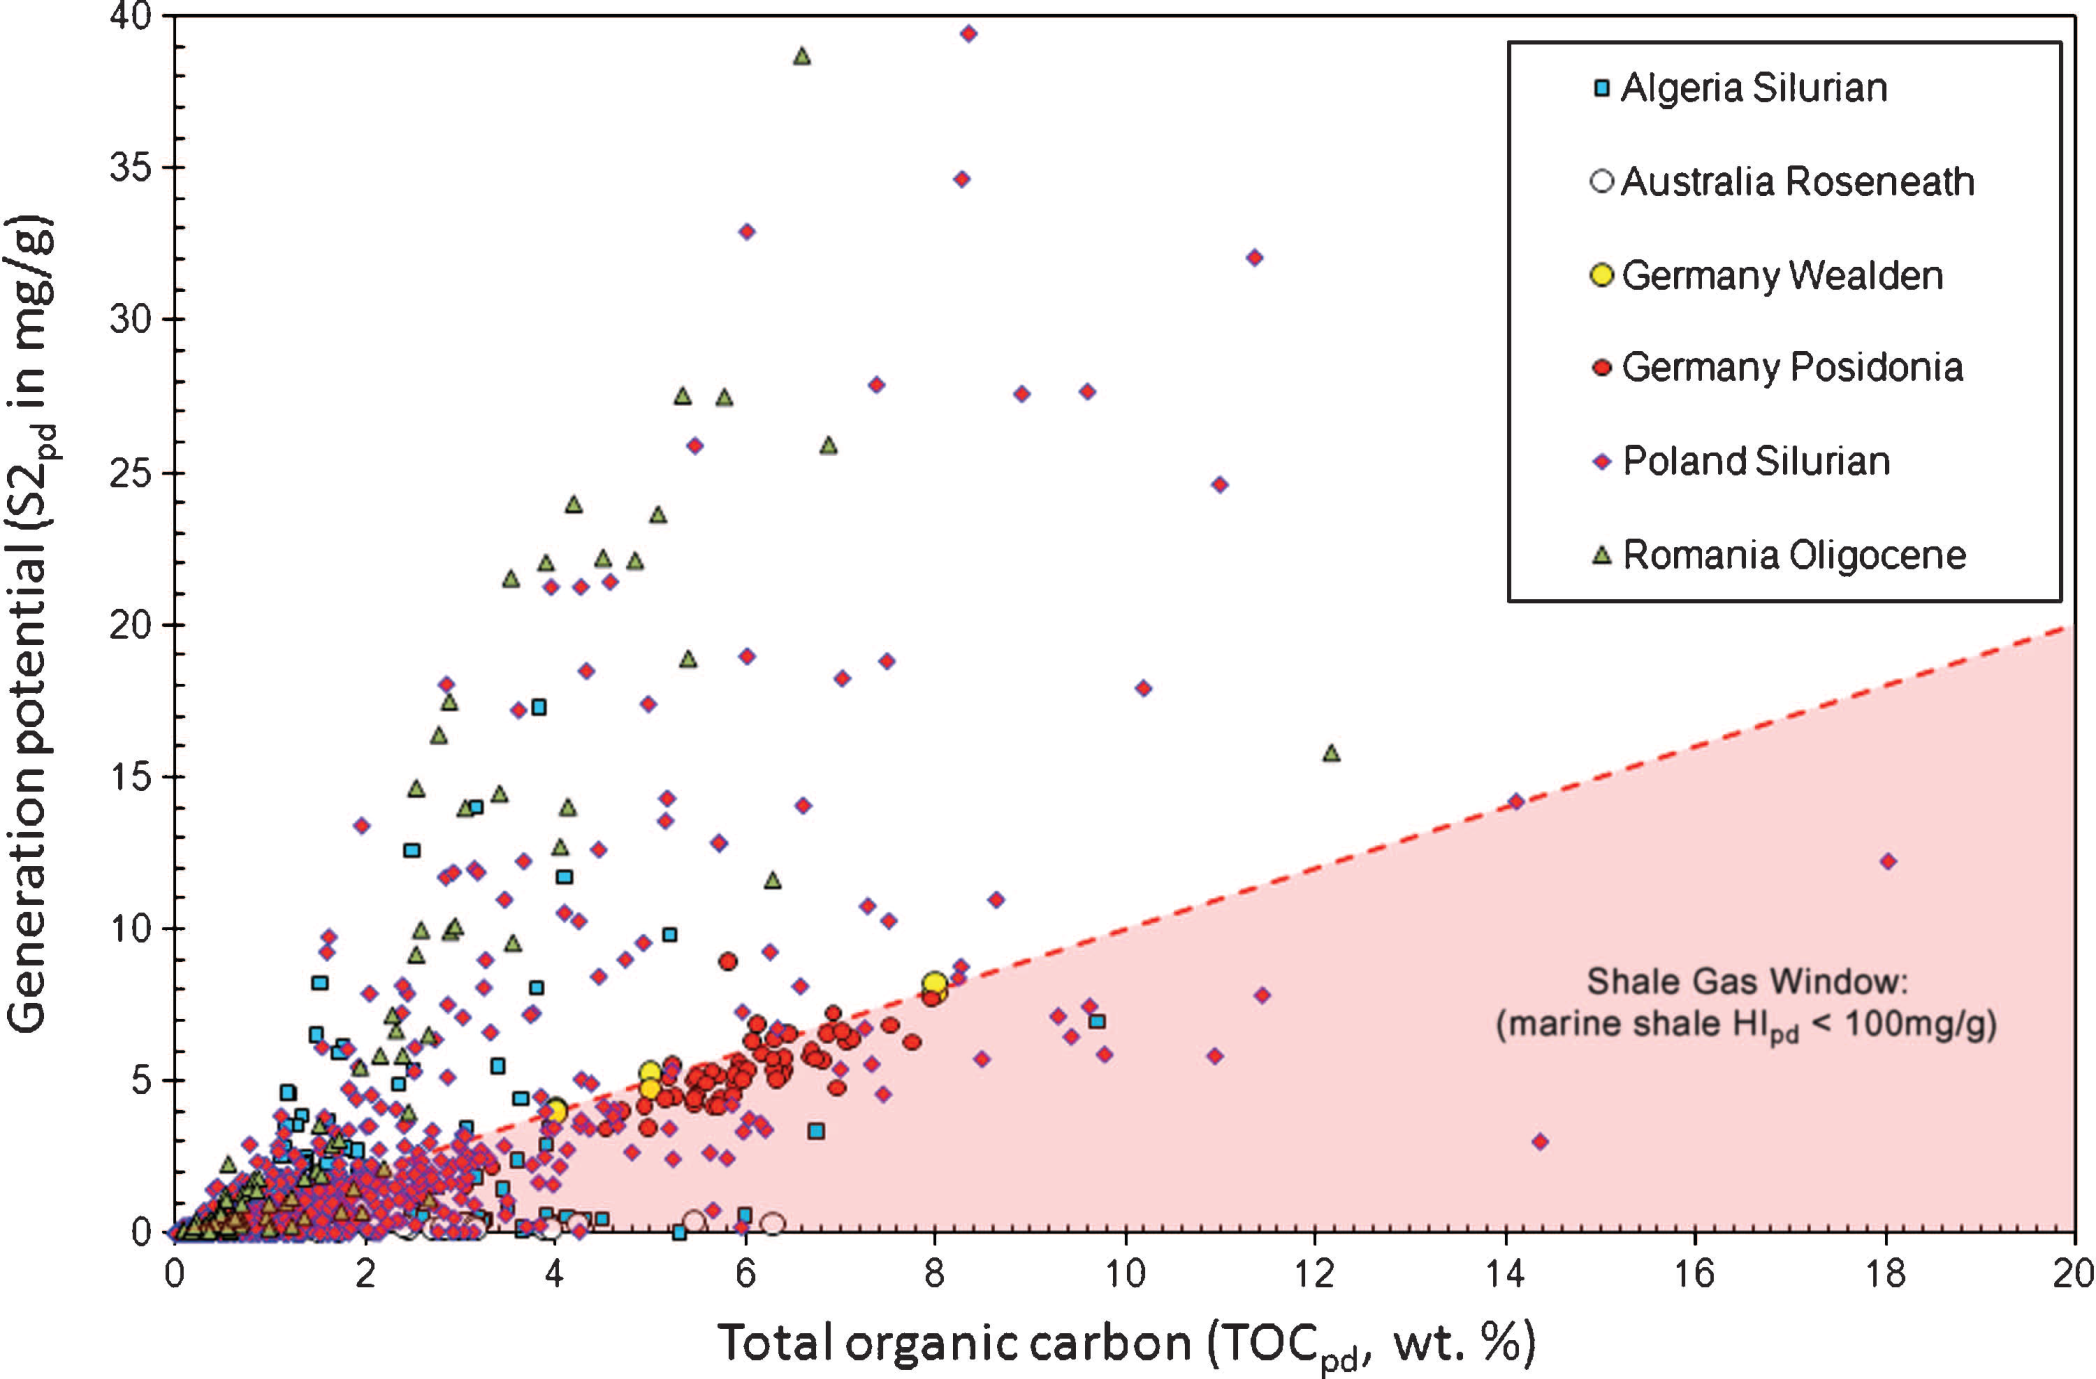 40
35
30
25
20
15
10
5
0
Generation potential (S2pd in mg/g)
Algeria Silurian
Australia Roseneath
Germany Wealden
Germany Posidonia
Poland Silurian
Romania Oligocene
Shale Gas Window:
(marine shale HIpd < 100mg/g)
0 2 4 6 8 10 12 14 16 18 20
Total organic carbon (TOCpd, wt. %)